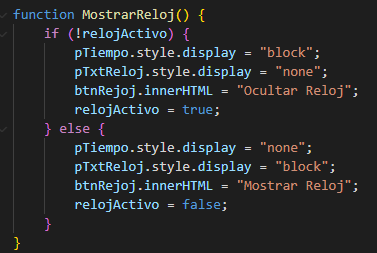 function MostrarReloj() {
    if (!relojActivo) {
        pTiempo.style.display = "block";
        pTxtReloj.style.display = "none";
        btnRejoj.innerHTML = "Ocultar Reloj";
        relojActivo = true;
    } else {
        pTiempo.style.display = "none";
        pTxtReloj.style.display = "block";
        btnRejoj.innerHTML = "Mostrar Reloj";
        relojActivo = false;
    }
}